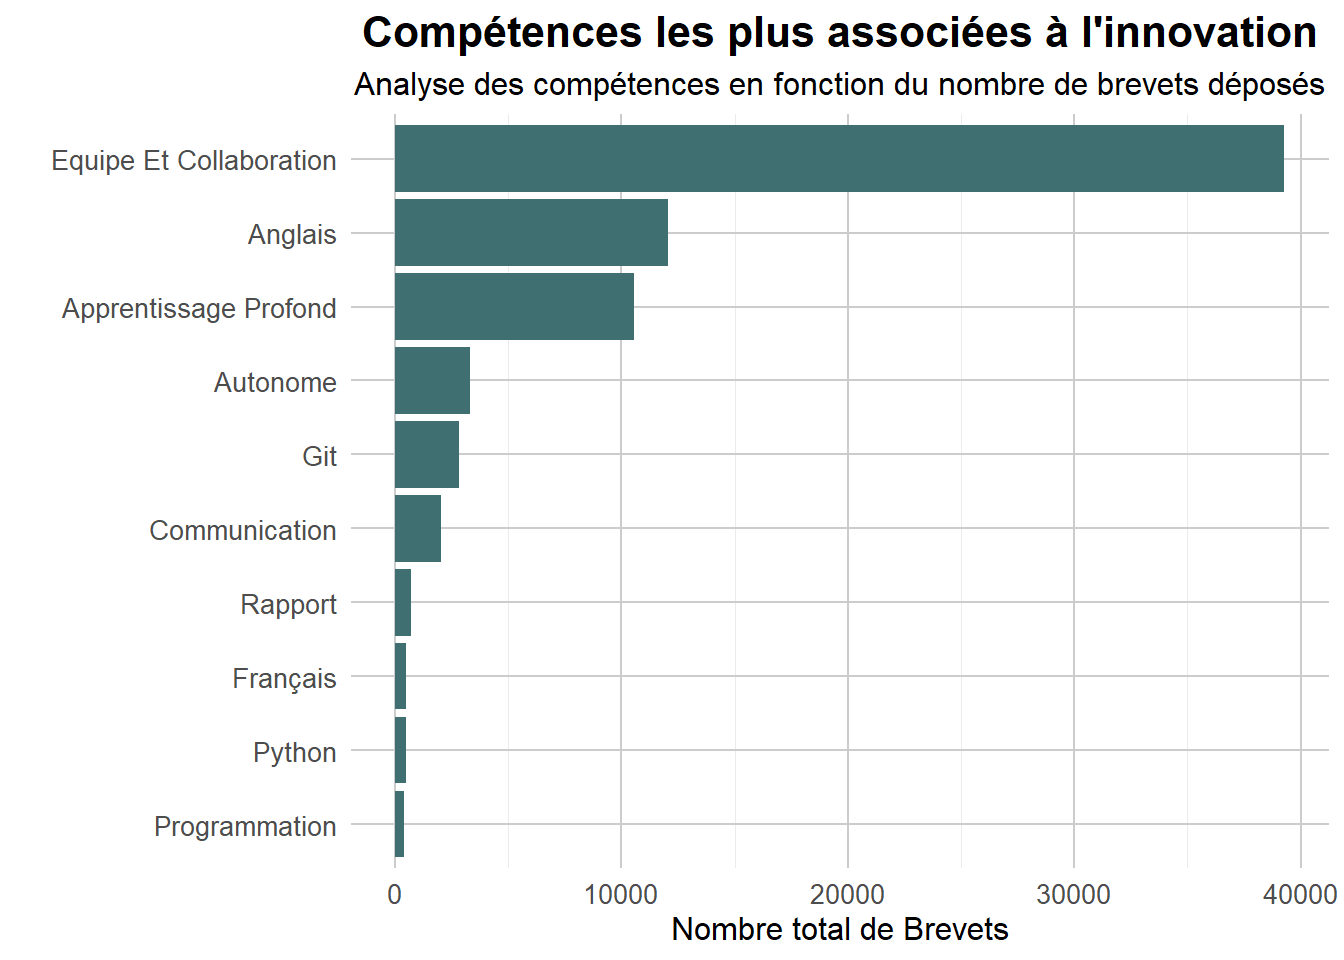 Compétences les plus associées à l'innovation
Analyse des compétences en fonction du nombre de brevets déposés
Equipe Et Collaboration
Anglais
Apprentissage Profond
Autonome
Git
Communication
Rapport
Français
Python
Programmation
0 10000 20000 30000 40000
Nombre total de Brevets